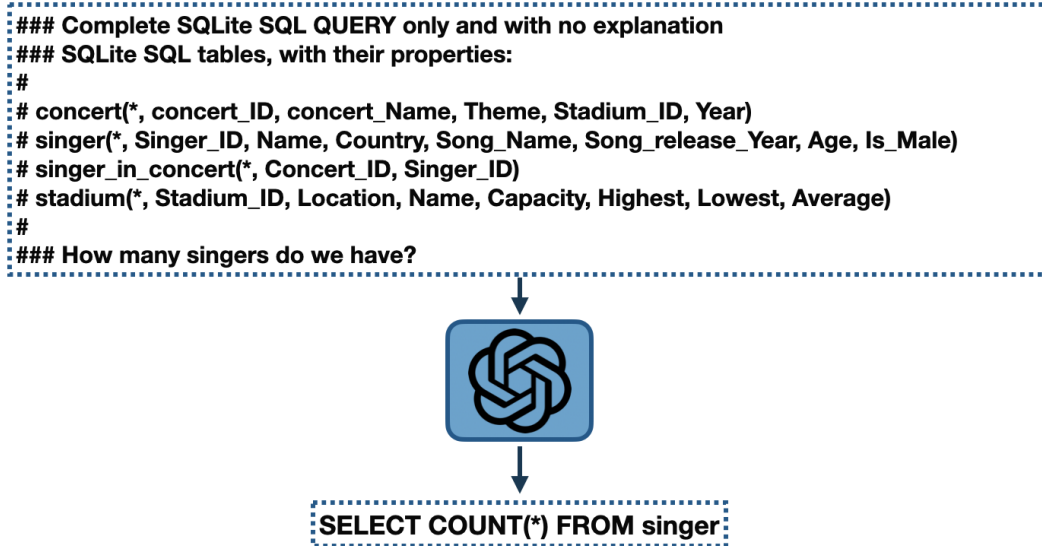 ### Complete SQLite SQL QUERY only and with no explanation
### SQLite SQL tables, with their properties:
#
# concert(*, concert_ID, concert_Name, Theme, Stadium_ID, Year)
# singer(*, Singer_ID, Name, Country, Song_Name, Song_release_Year, Age, Is_Male)
# singer_in_concert(*, Concert_ID, Singer_ID)
# stadium(*, Stadium_ID, Location, Name, Capacity, Highest, Lowest, Average)
#
### How many singers do we have?
SELECT COUNT(*) FROM singer